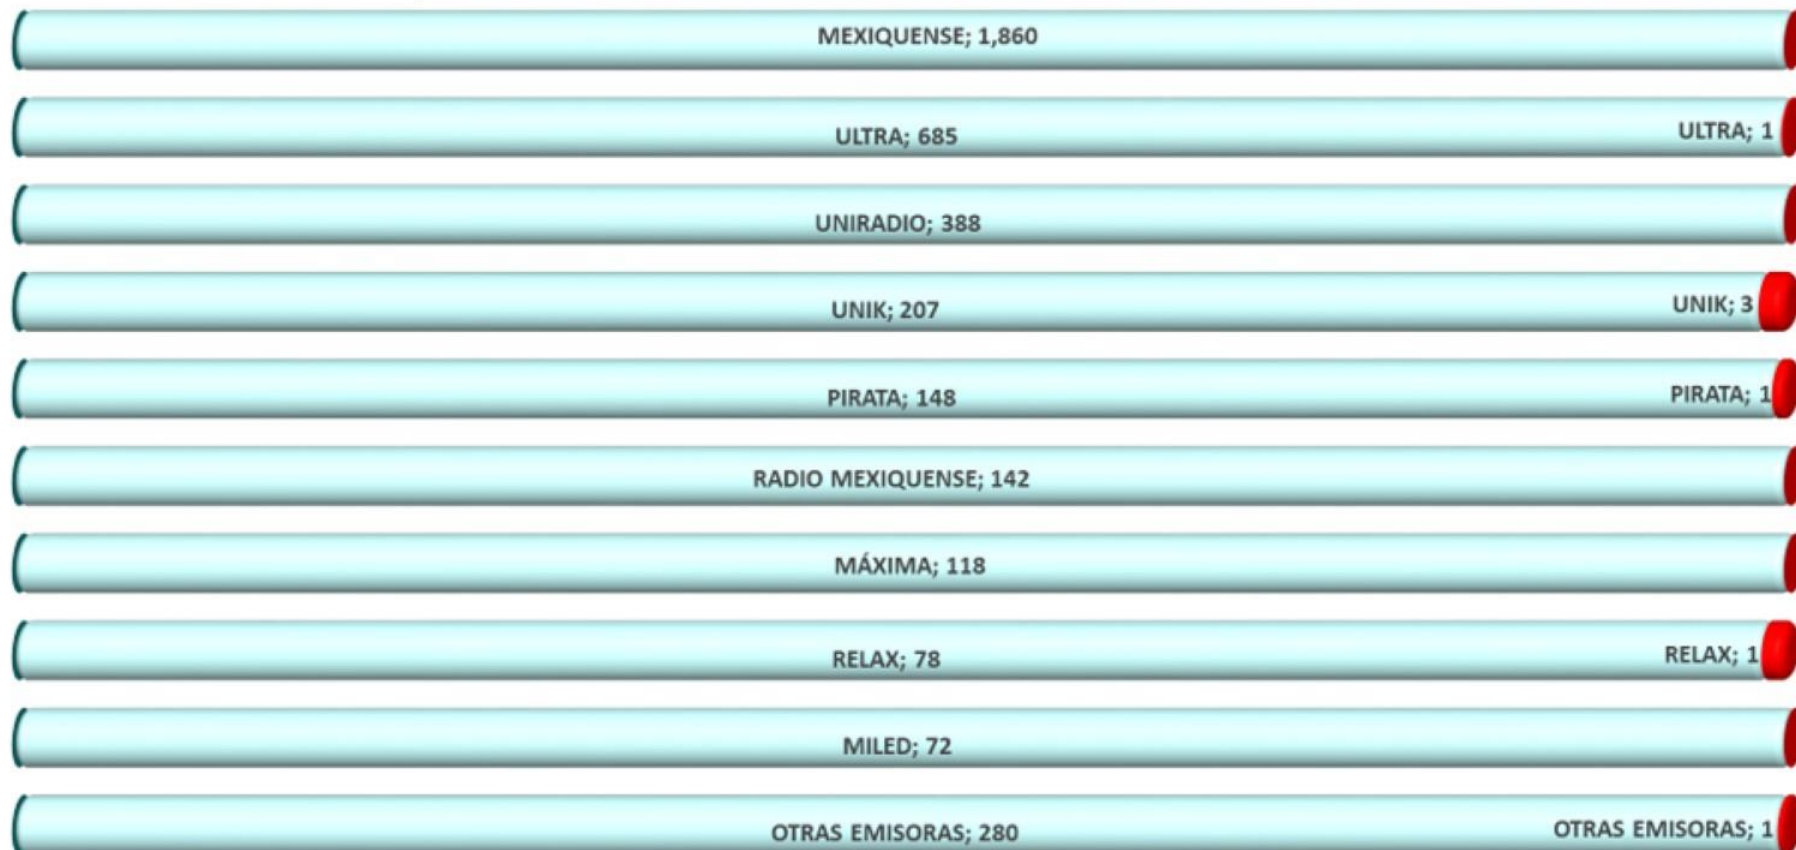 MEXIQUENSE; 1,860
ULTRA; 685 ULTRA; 1
UNIRADIO; 388
UNIK; 207 UNIK; 3
PIRATA; 148 PIRATA; 1
RADIO MEXIQUENSE; 142
MÁXIMA; 118
RELAX; 78 RELAX; 1
MILED; 72
OTRAS EMISORAS; 280 OTRAS EMISORAS; 1